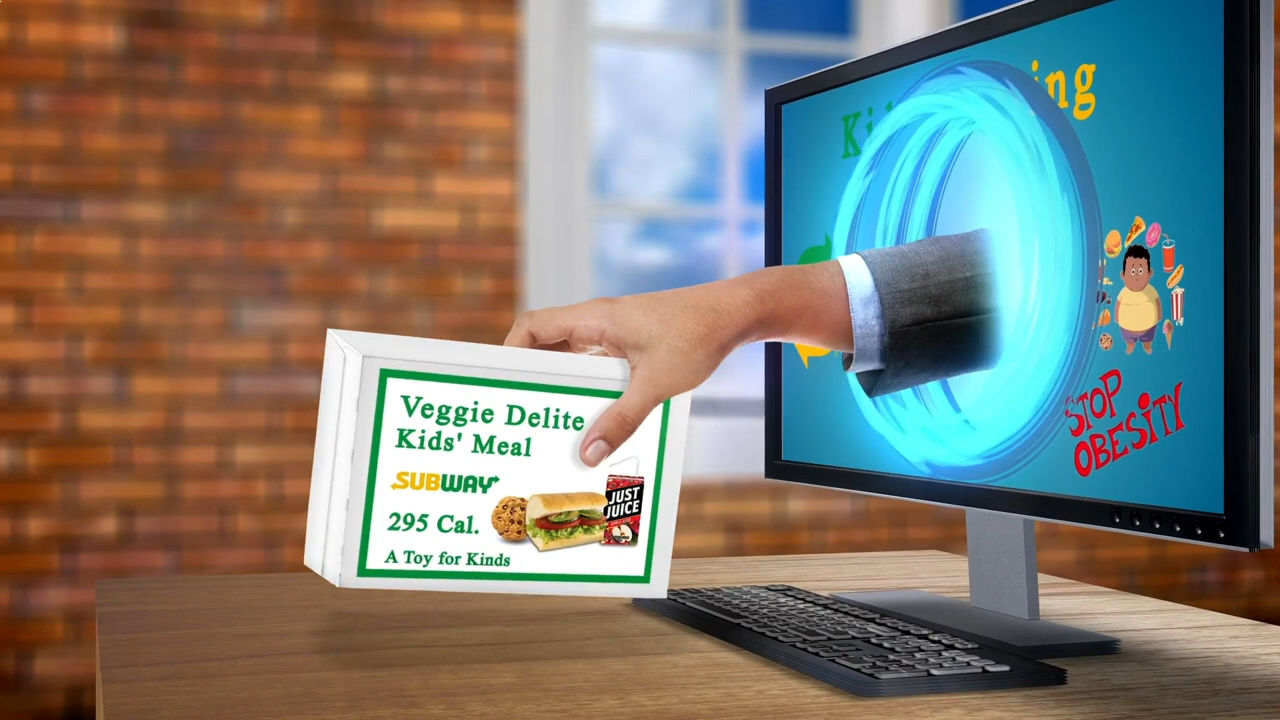 Veggie Delite
Kids' Meal
SUBWAY
295 Cal.
A Toy for Kinds
JUST
JUICE
STOP
OBESITY